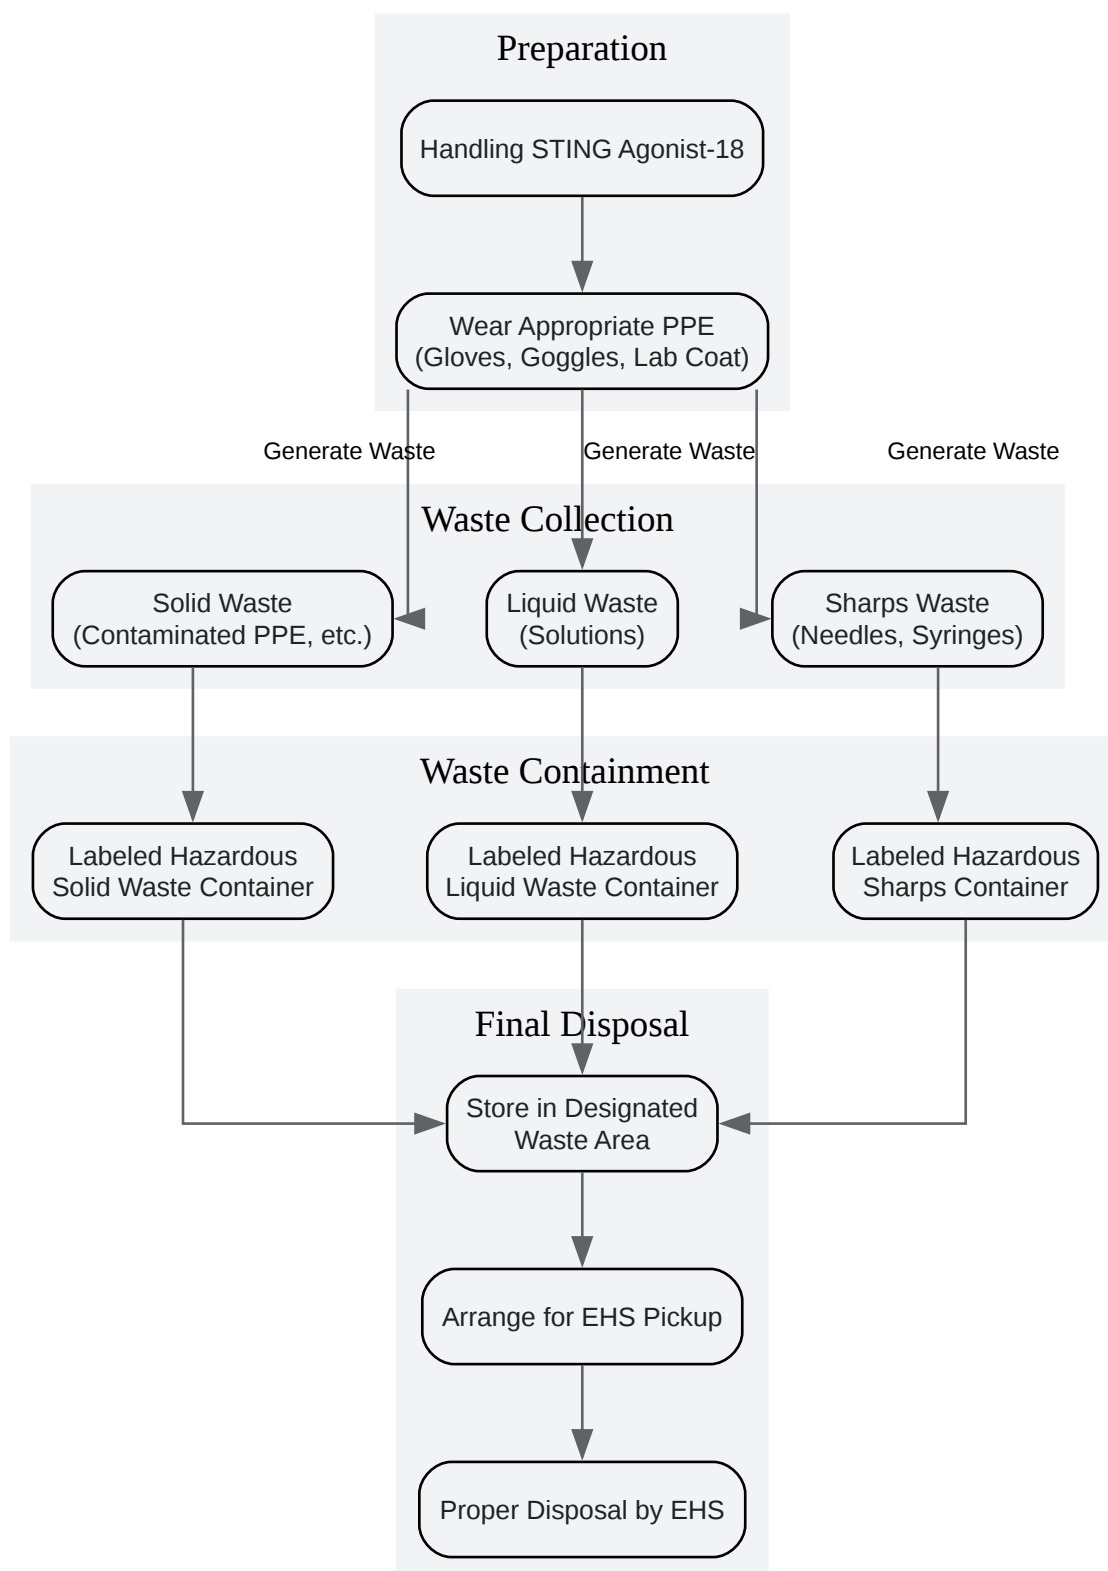 Preparation
Handling STING Agonist-18
Wear Appropriate PPE
(Gloves, Goggles, Lab Coat)
Generate Waste
Generate Waste
Generate Waste
Waste Collection
Solid Waste
(Contaminated PPE, etc.)
Liquid Waste
(Solutions)
Sharps Waste
(Needles, Syringes)
Waste Containment
Labeled Hazardous
Solid Waste Container
Labeled Hazardous
Liquid Waste Container
Labeled Hazardous
Sharps Container
Final Disposal
Store in Designated
Waste Area
Arrange for EHS Pickup
Proper Disposal by EHS